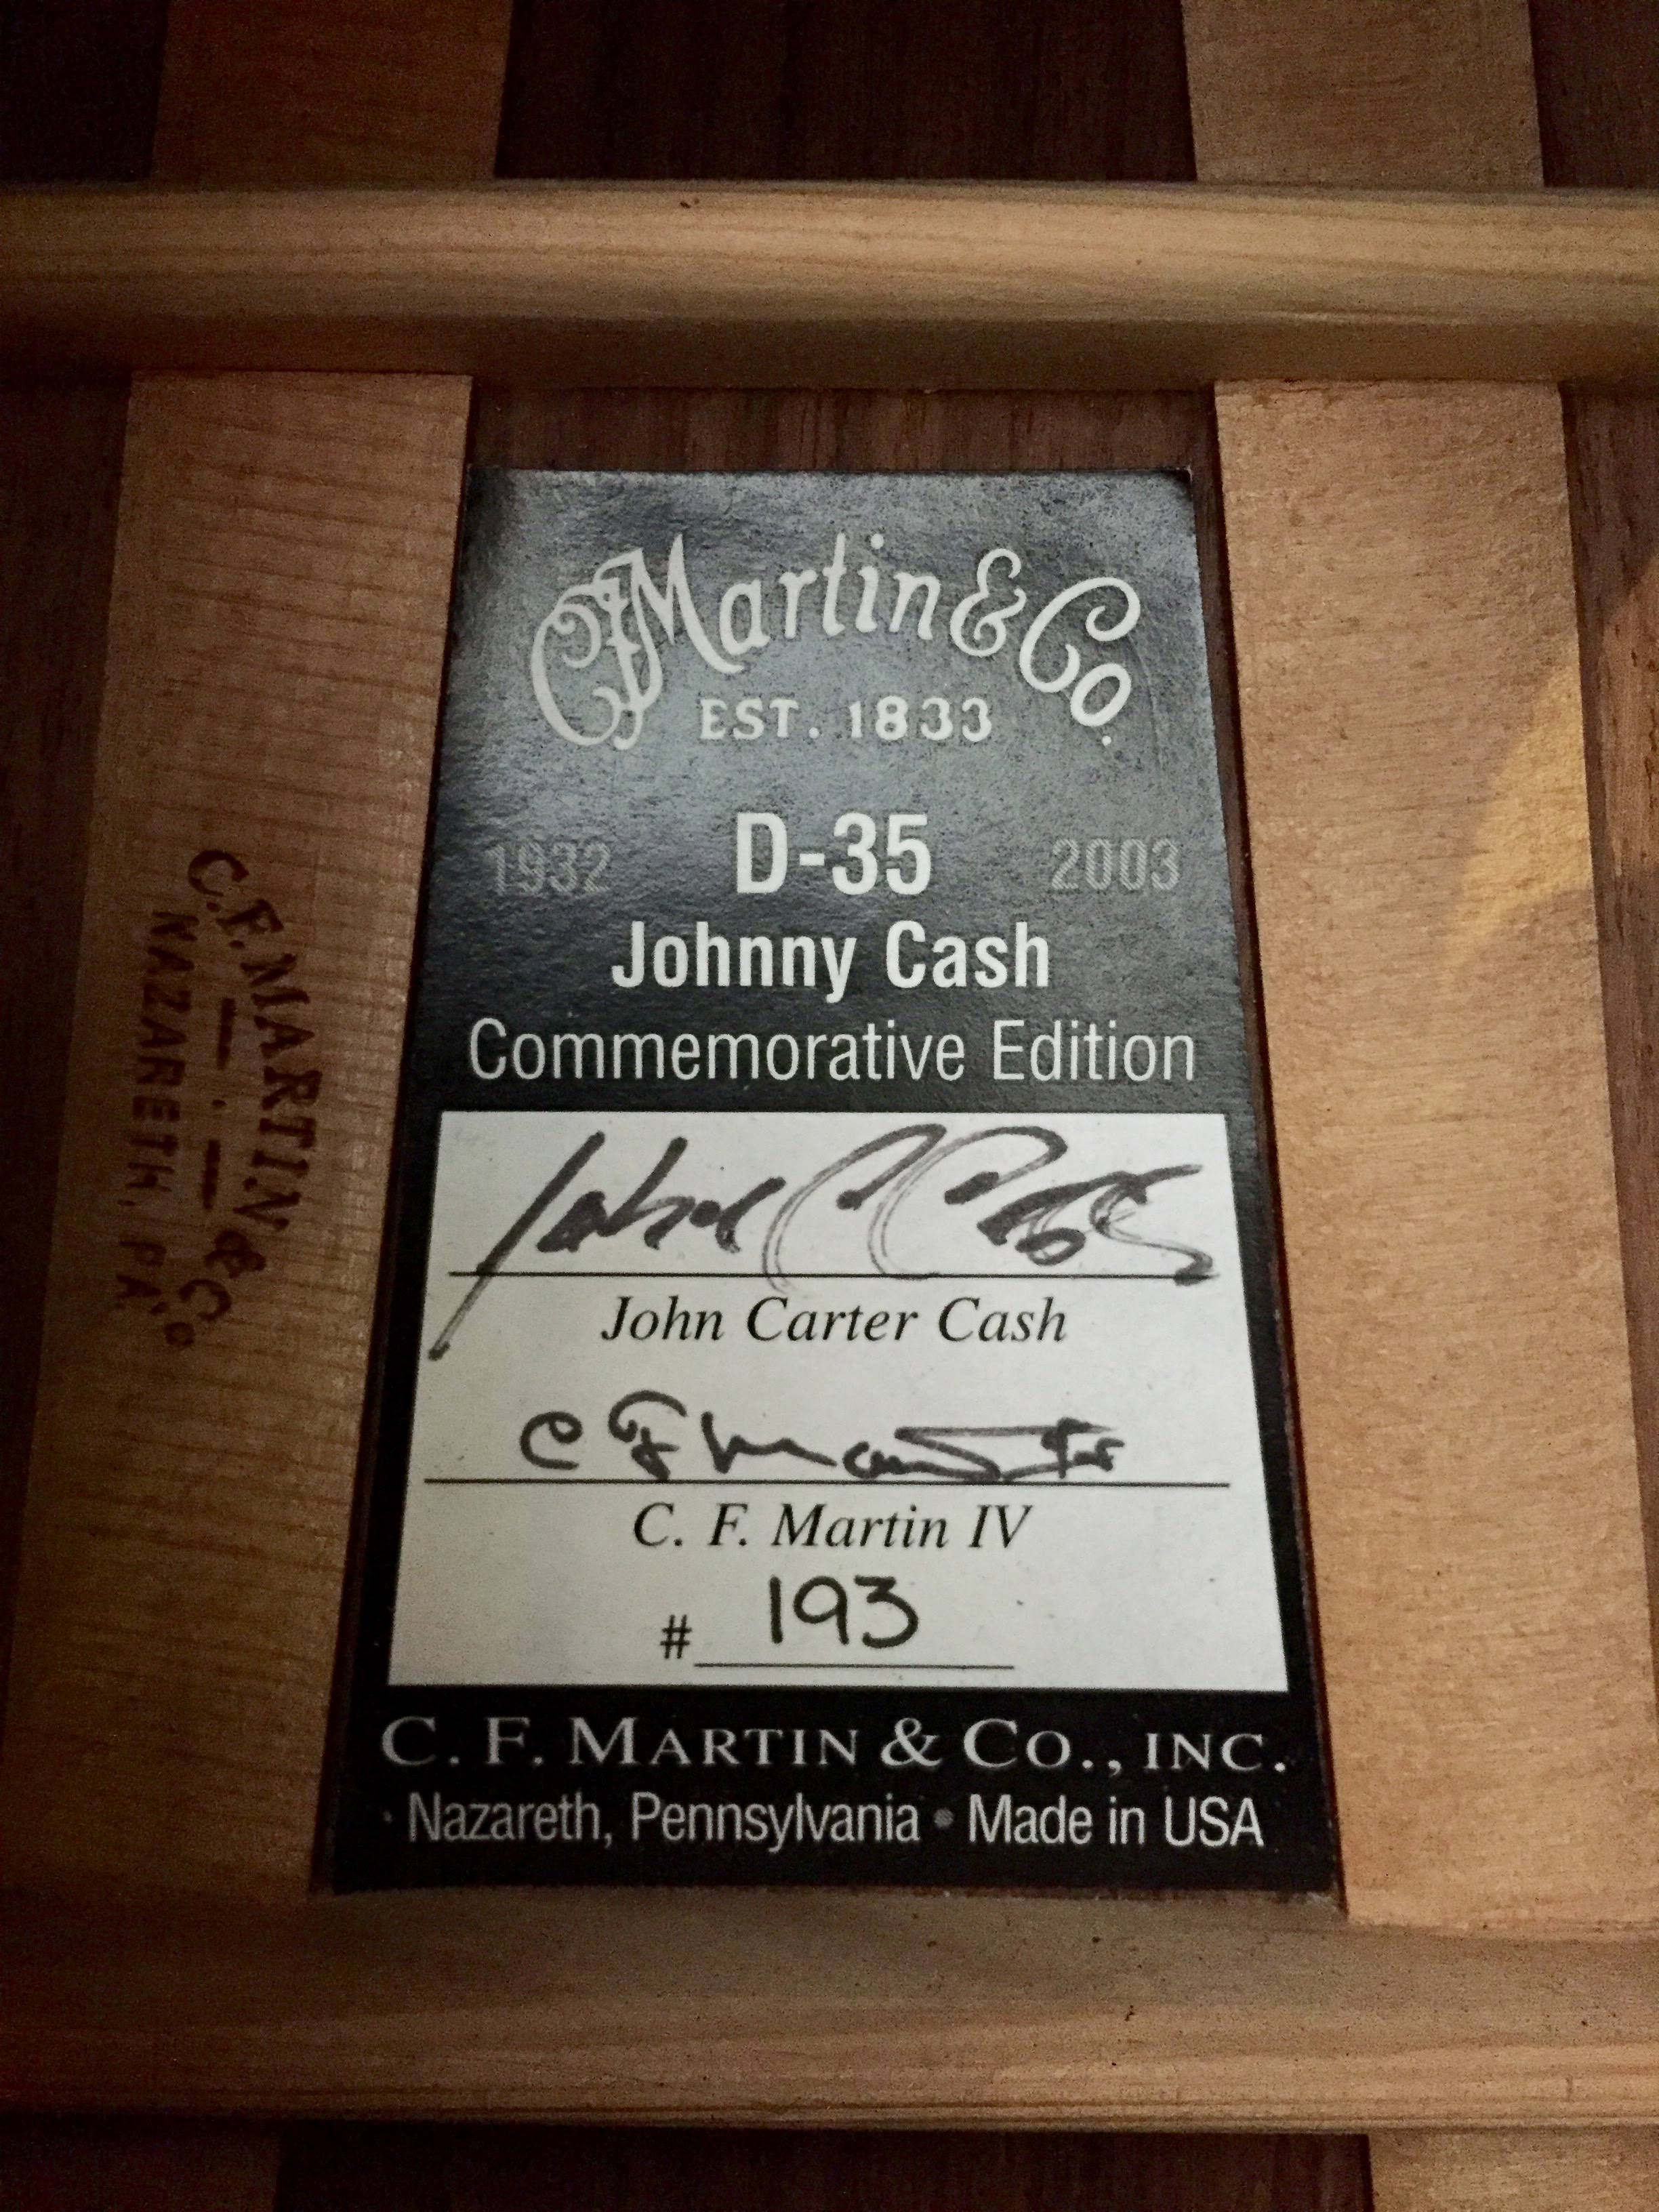 CF Martin & Co.
EST. 1833
1932 D-35 2003
Johnny Cash
Commemorative Edition
John Carter Cash
C. F. Martin IV
# 193
C. F. MARTIN & CO., INC.
· Nazareth, Pennsylvania • Made in USA
C. F. MARTIN & Co
NAZARETH, PA.